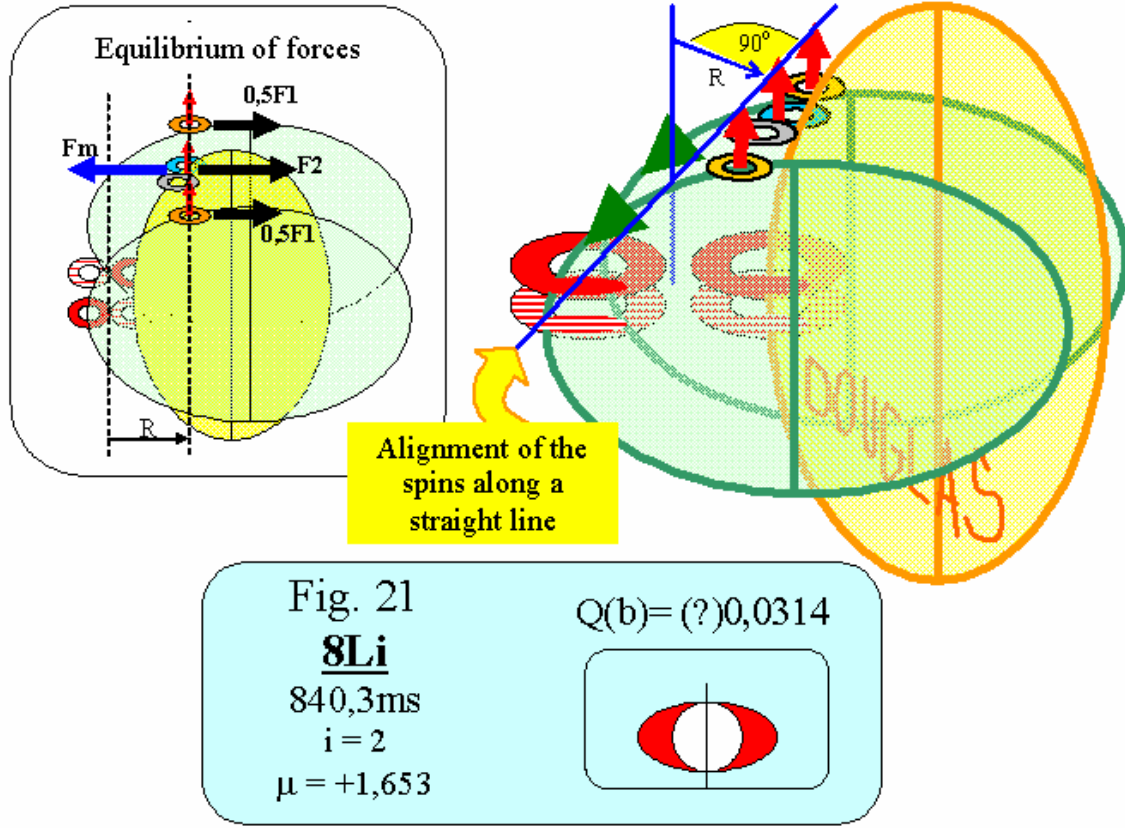 Equilibrium of forces
0,5F1
Fm
F2
0,5F1
R
90°
R
DOUGLAS
Alignment of the
spins along a
straight line
Fig. 21
8Li
840,3ms
i = 2
μ = +1,653
Q(b)= (?)0,0314